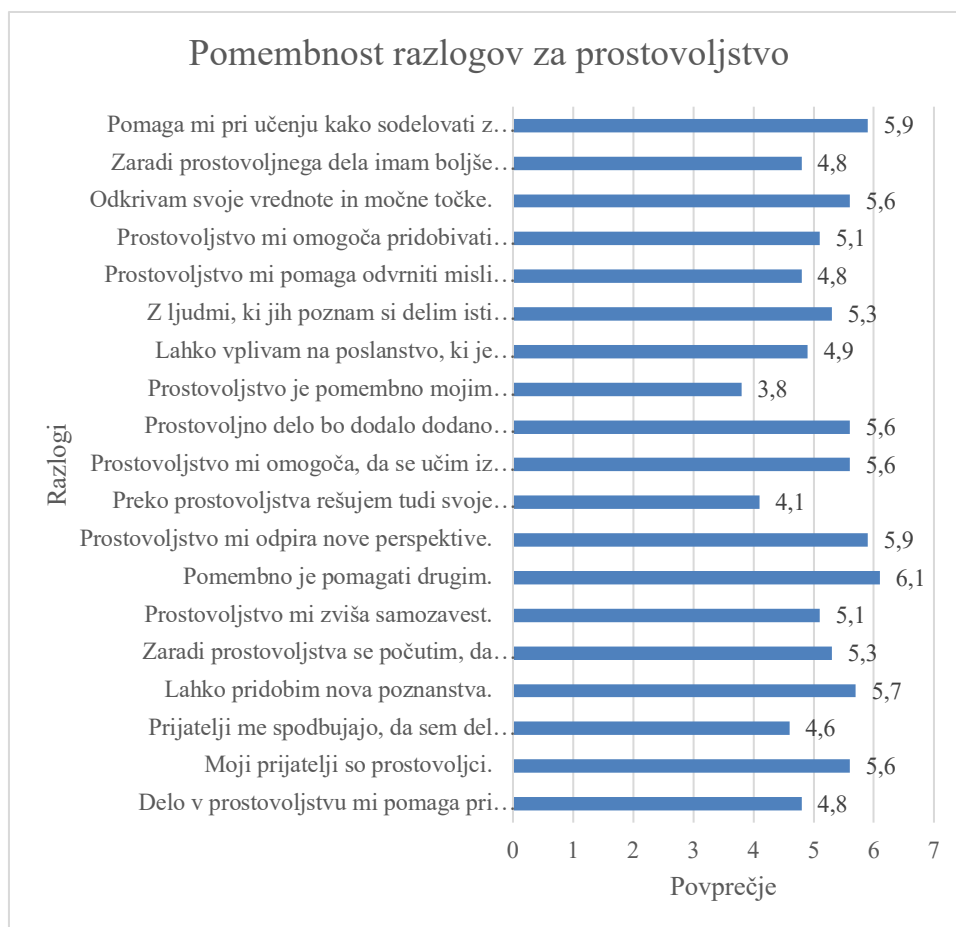 Pomembnost razlogov za prostovoljstvo
Pomaga mi pri učenju kako sodelovati z… 5,9
Zaradi prostovoljnega dela imam boljše… 4,8
Odkrivam svoje vrednote in močne točke. 5,6
Prostovoljstvo mi omogoča pridobivati… 5,1
Prostovoljstvo mi pomaga odvrniti misli… 4,8
Z ljudmi, ki jih poznam si delim isti… 5,3
Lahko vplivam na poslanstvo, ki je… 4,9
Prostovoljstvo je pomembno mojim… 3,8
Prostovoljno delo bo dodalo dodano… 5,6
Prostovoljstvo mi omogoča, da se učim iz… 5,6
Preko prostovoljstva rešujem tudi svoje… 4,1
Prostovoljstvo mi odpira nove perspektive. 5,9
Pomembno je pomagati drugim. 6,1
Prostovoljstvo mi zviša samozavest. 5,1
Zaradi prostovoljstva se počutim, da… 5,3
Lahko pridobim nova poznanstva. 5,7
Prijatelji me spodbujajo, da sem del… 4,6
Moji prijatelji so prostovoljci. 5,6
Delo v prostovoljstvu mi pomaga pri… 4,8
Razlogi
0 1 2 3 4 5 6 7
Povprečje